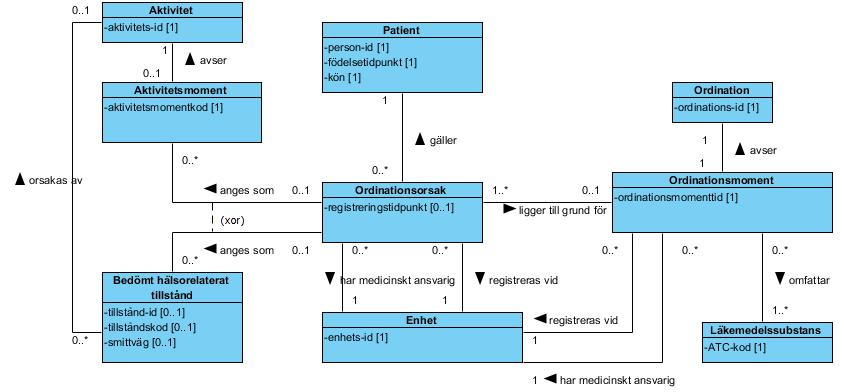 0..1
Aktivitet
-aktivitets-id [1]
1
avser
0..1
Aktivitetsmoment
-aktivitetsmomentkod [1]
0..*
orsakas av
Patient
-person-id [1]
-födelsetidpunkt [1]
-kön [1]
1
gäller
0..*
Ordination
-ordinations-id [1]
1
avser
1
anges som
0..1
Ordinationsorsak
-registreringstidpunkt [0..1]
1..*
0..1
ligger till grund för
Ordinationsmoment
-ordinationsmomenttid [1]
(xor)
anges som
0..1
0..*
Bedömt hälsorelaterat
tillstånd
-tillstånd-id [0..1]
-tillståndskod [0..1]
-smittväg [0..1]
0..*
0..*
0..*
har medicinskt ansvarig
registreras vid
1
1
Enhet
-enhets-id [1]
0..*
0..*
0..*
omfattar
registreras vid
1
1..*
Läkemedelssubstans
-ATC-kod [1]
1
har medicinskt ansvarig